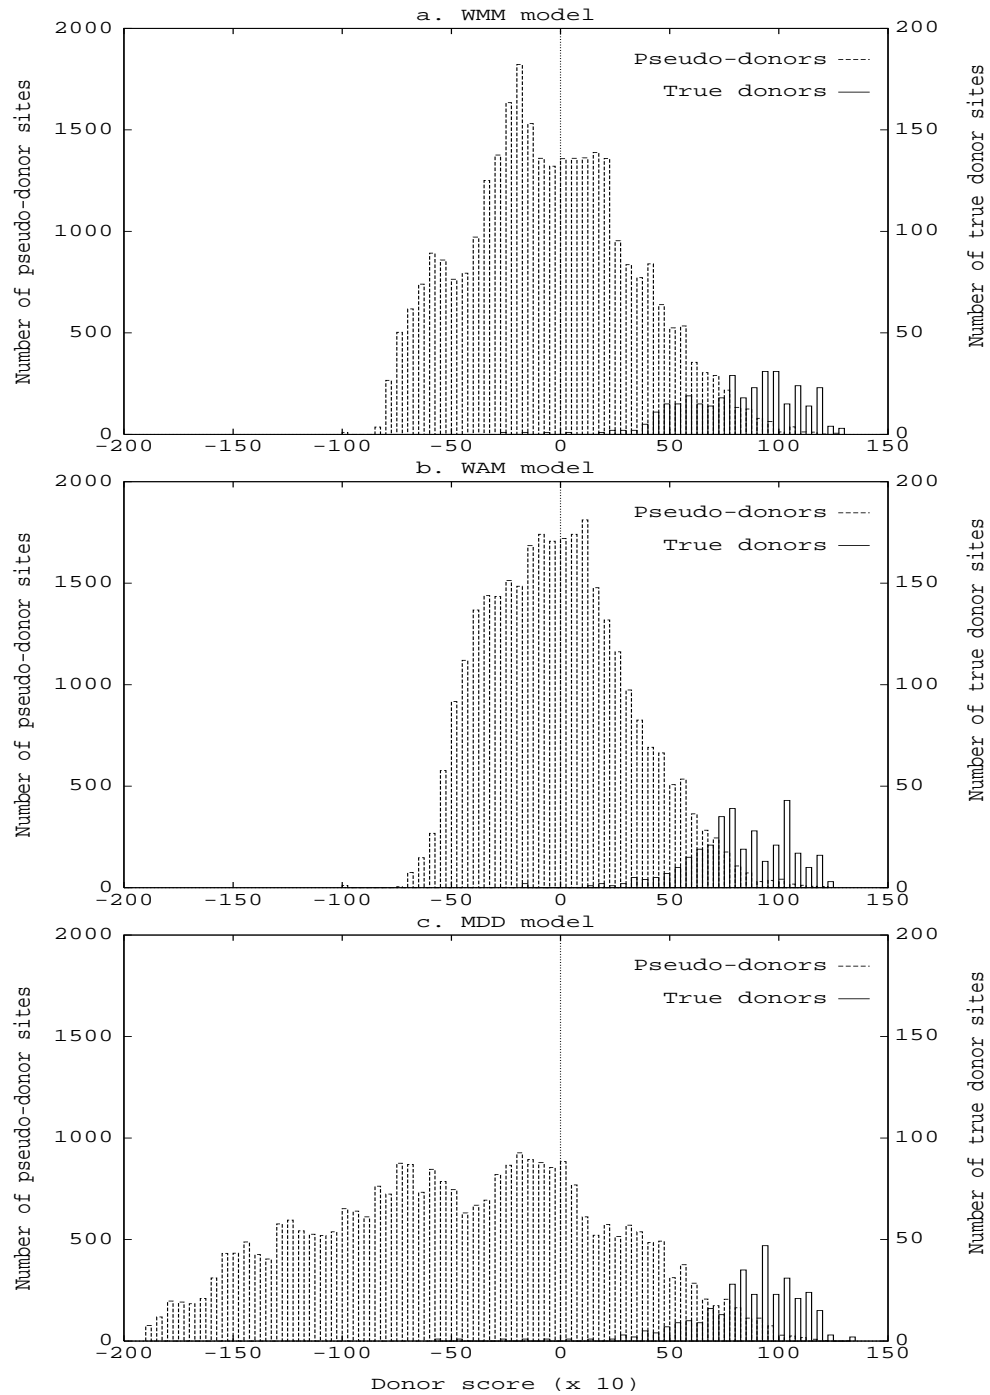 a. WMM model
2000
200
Pseudo-donors
True donors
1500
150
1000
100
500
50
0
0
-200 -150 -100 -50 0 50 100 150
Number of pseudo-donor sites
Number of true donor sites
b. WAM model
2000
200
Pseudo-donors
True donors
1500
150
1000
100
500
50
0
0
-200 -150 -100 -50 0 50 100 150
Number of pseudo-donor sites
Number of true donor sites
c. MDD model
2000
200
Pseudo-donors
True donors
1500
150
1000
100
500
50
0
0
-200 -150 -100 -50 0 50 100 150
Number of pseudo-donor sites
Number of true donor sites
Donor score (x 10)